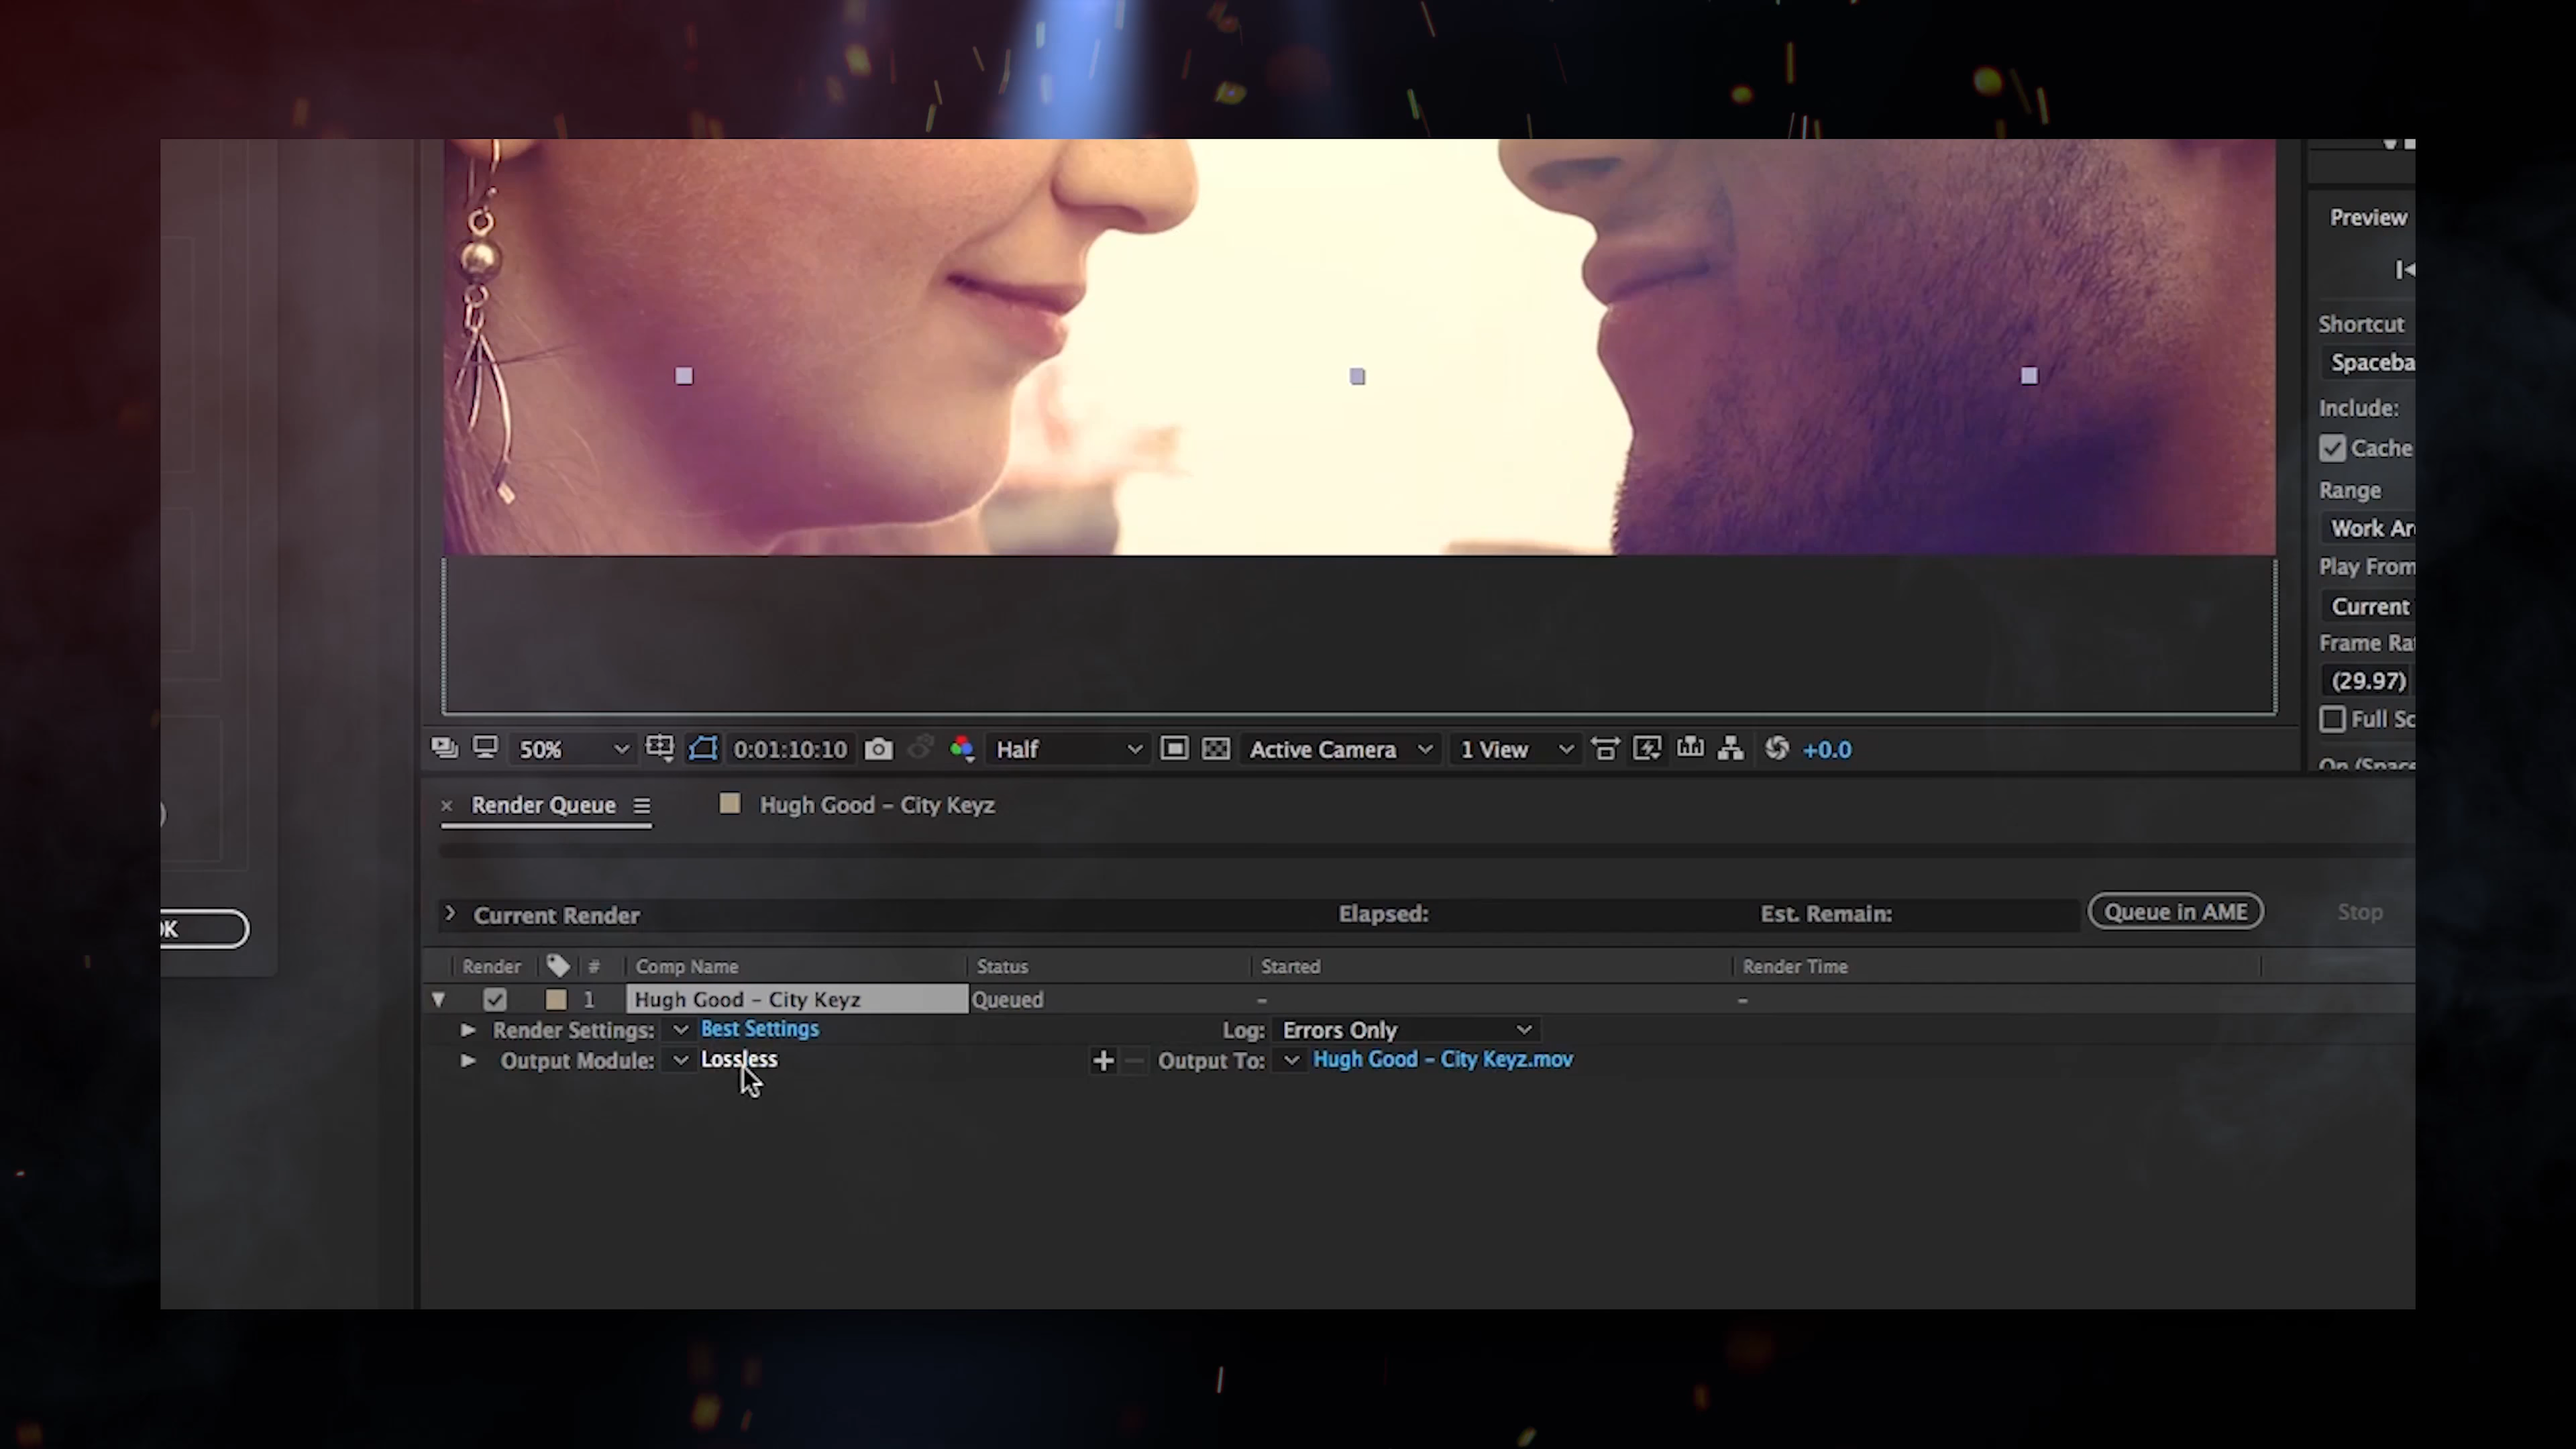 Preview
Shortcut
Spaceba
Include:
Cache
Range
Work Ar
Play From
Current
Frame Ra
(29.97)
Full Sc
On (Space
50% 0:01:10:10 Half Active Camera 1 View +0.0
× Render Queue Hugh Good – City Keyz
Current Render Elapsed: Est. Remain: Queue in AME Stop
OK
Render # Comp Name Status Started Render Time
1 Hugh Good – City Keyz Queued – –
Render Settings: Best Settings Log: Errors Only
Output Module: Lossless Output To: Hugh Good – City Keyz.mov